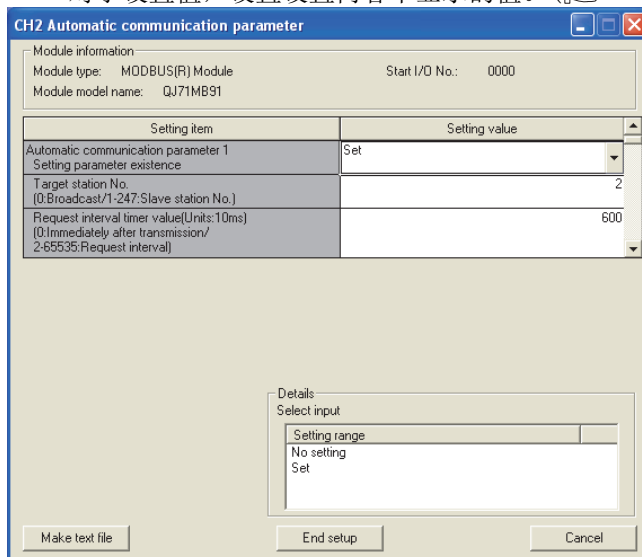 CH2 Automatic communication parameter
Module information
Module type: MODBUS(R) Module Start I/O No.: 0000
Module model name: QJ71MB91
Setting item Setting value
Automatic communication parameter 1 Set
Setting parameter existence
Target station No. 2
(0:Broadcast/1-247:Slave station No.)
Request interval timer value(Units:10ms) 600
(0:Immediately after transmission/
2-65535:Request interval)
Details
Select input
Setting range
No setting
Set
Make text file End setup Cancel